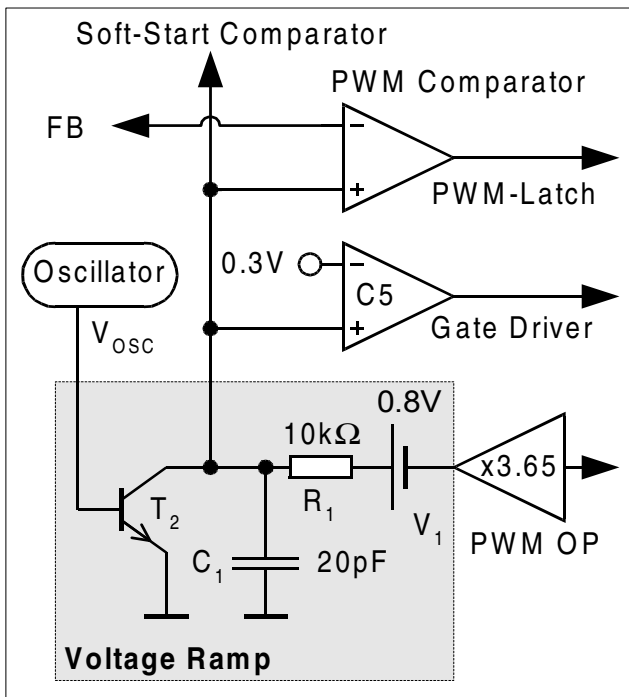 Soft-Start Comparator
PWM Comparator
FB
−
+
PWM-Latch
Oscillator
0.3V
−
C5
+
Gate Driver
VOSC
0.8V
10kΩ
x3.65
T2
R1
V1
PWM OP
C1
20pF
Voltage Ramp